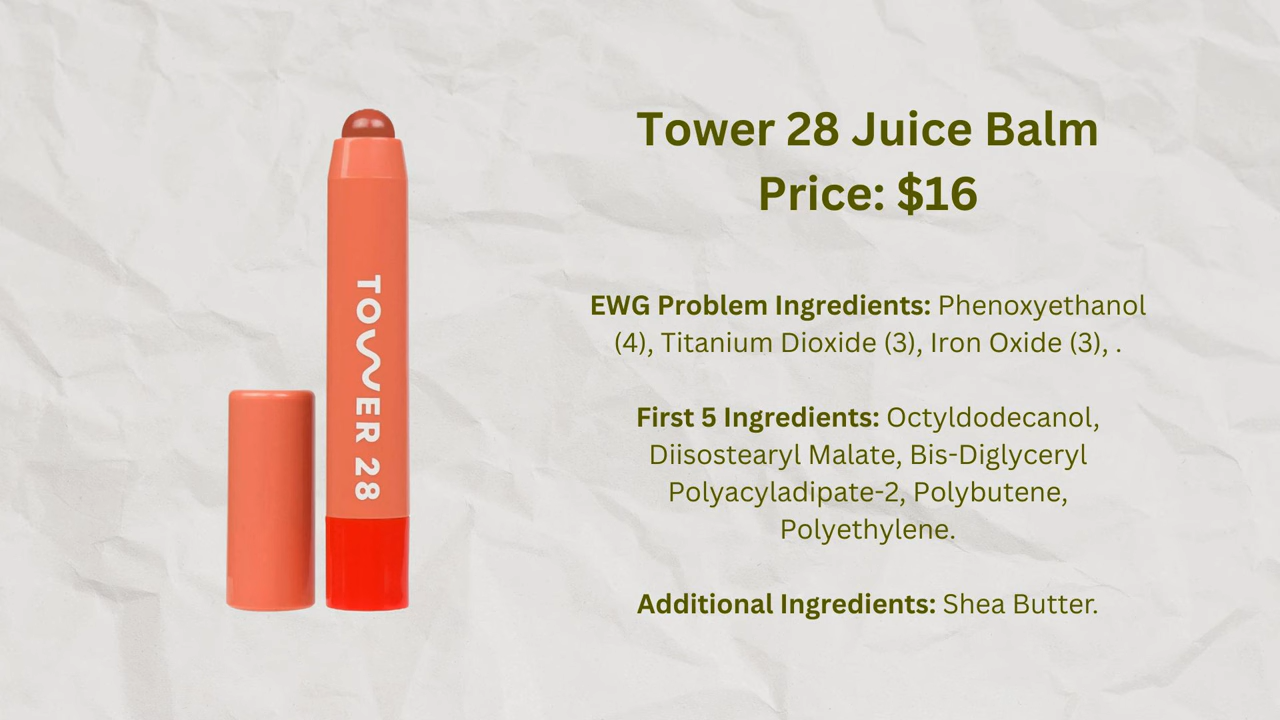 TOWER 28
Tower 28 Juice Balm
Price: $16
EWG Problem Ingredients: Phenoxyethanol
(4), Titanium Dioxide (3), Iron Oxide (3), .
First 5 Ingredients: Octyldodecanol,
Diisostearyl Malate, Bis-Diglyceryl
Polyacyladipate-2, Polybutene,
Polyethylene.
Additional Ingredients: Shea Butter.